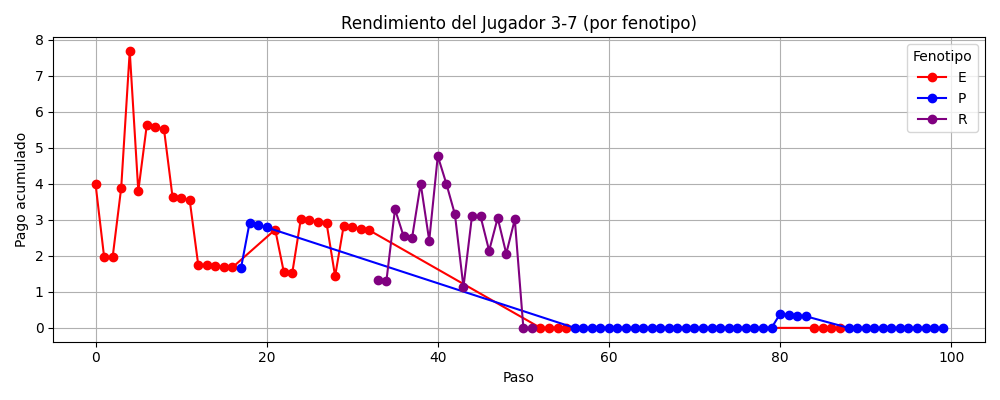 Rendimiento del Jugador 3-7 (por fenotipo)
Pago acumulado
8
7
6
5
4
3
2
1
0
Fenotipo
E
P
R
0 20 40 60 80 100
Paso